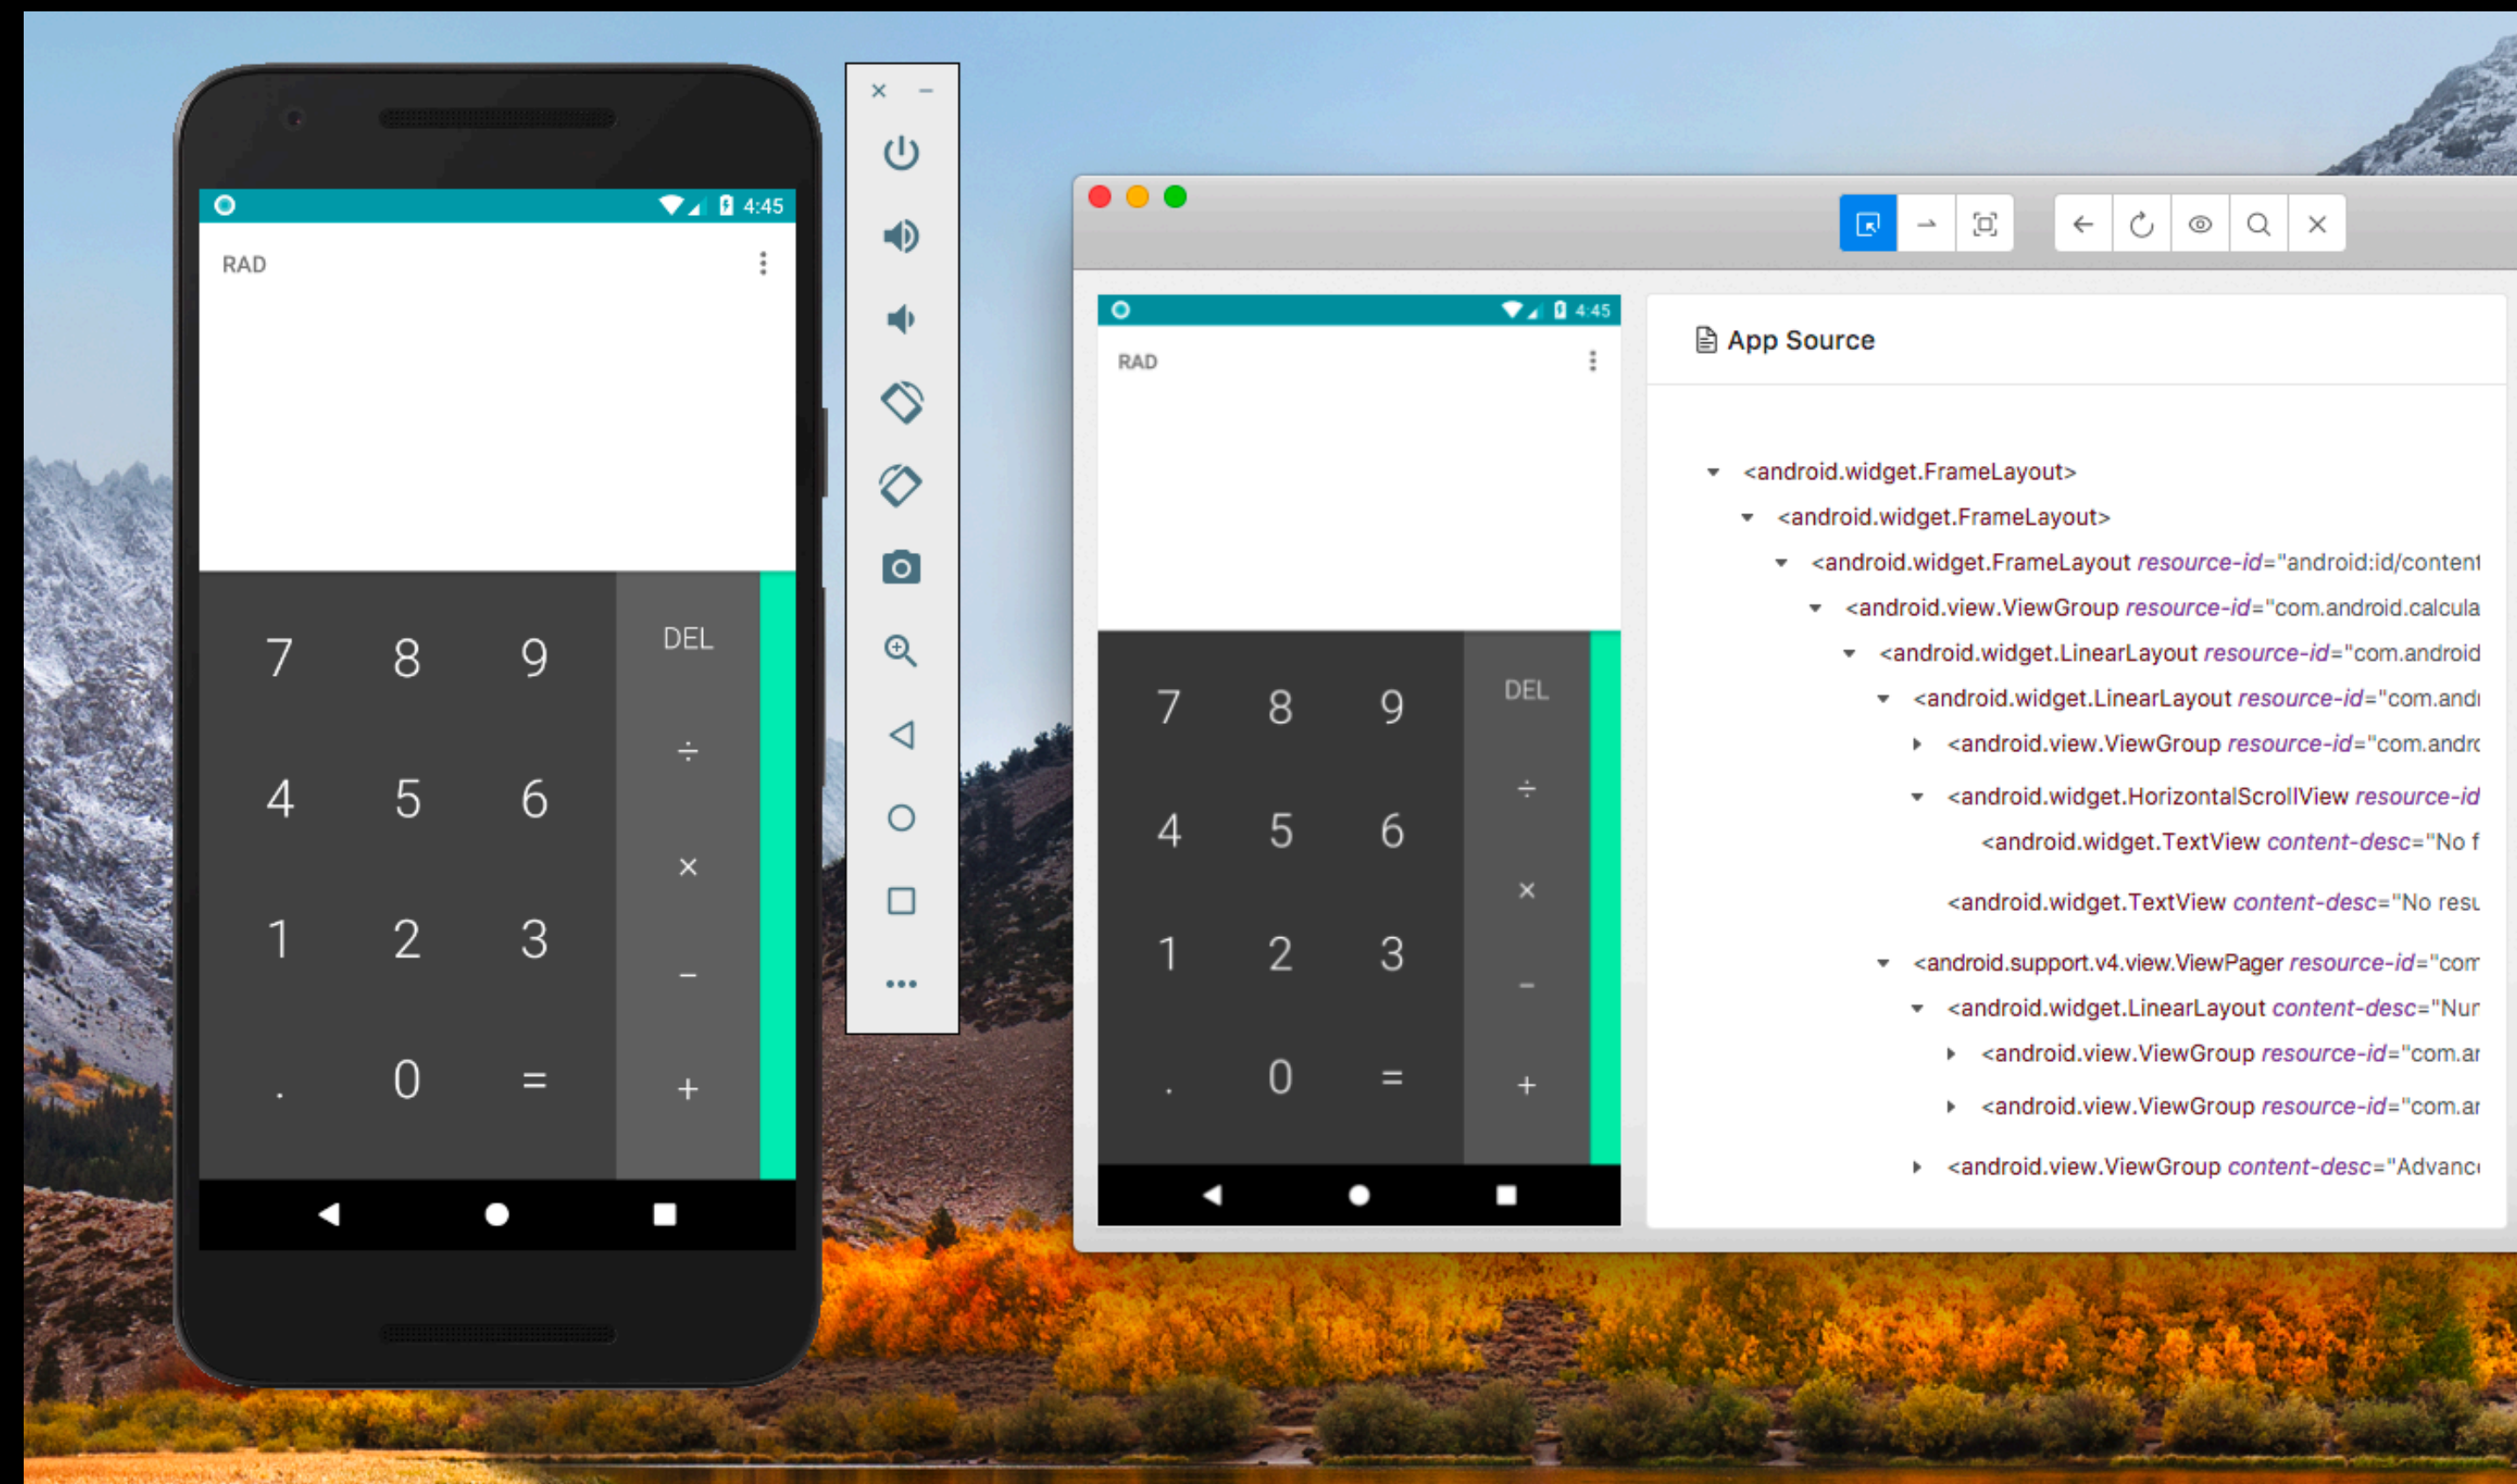 4:45
RAD
7 8 9 DEL
÷
4 5 6
×
1 2 3
−
. 0 = +
4:45
RAD
7 8 9 DEL
÷
4 5 6
×
1 2 3
−
. 0 = +
App Source
<android.widget.FrameLayout>
<android.widget.FrameLayout>
<android.widget.FrameLayout resource-id="android:id/content
<android.view.ViewGroup resource-id="com.android.calcula
<android.widget.LinearLayout resource-id="com.android
<android.widget.LinearLayout resource-id="com.andr
<android.view.ViewGroup resource-id="com.andro
<android.widget.HorizontalScrollView resource-id
<android.widget.TextView content-desc="No f
<android.widget.TextView content-desc="No resu
<android.support.v4.view.ViewPager resource-id="com
<android.widget.LinearLayout content-desc="Num
<android.view.ViewGroup resource-id="com.an
<android.view.ViewGroup resource-id="com.an
<android.view.ViewGroup content-desc="Advanc